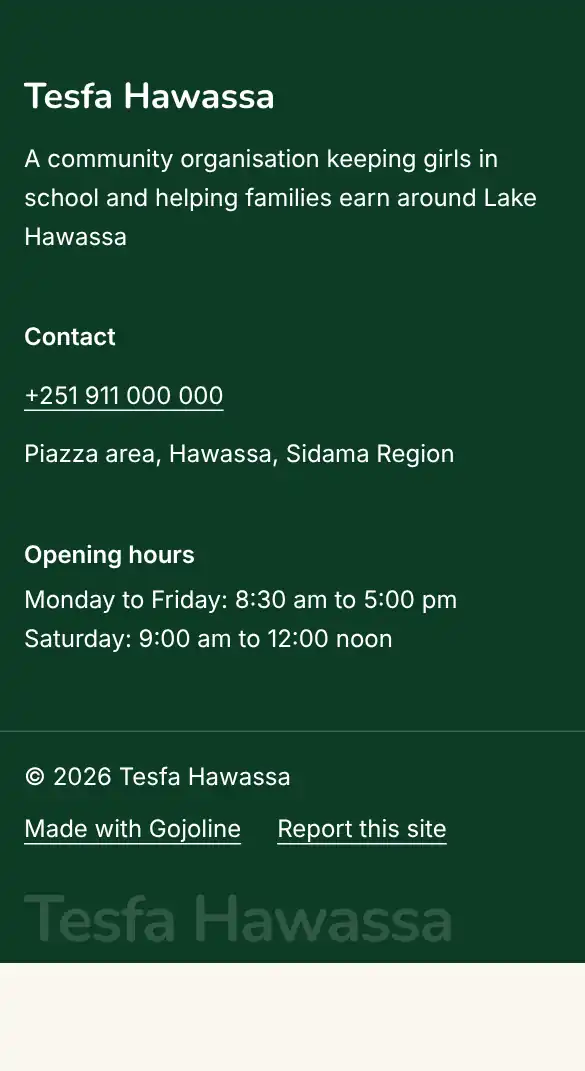 Tesfa Hawassa
A community organisation keeping girls in
school and helping families earn around Lake
Hawassa
Contact
+251 911 000 000
Piazza area, Hawassa, Sidama Region
Opening hours
Monday to Friday: 8:30 am to 5:00 pm
Saturday: 9:00 am to 12:00 noon
© 2026 Tesfa Hawassa
Made with Gojoline Report this site
Tesfa Hawassa